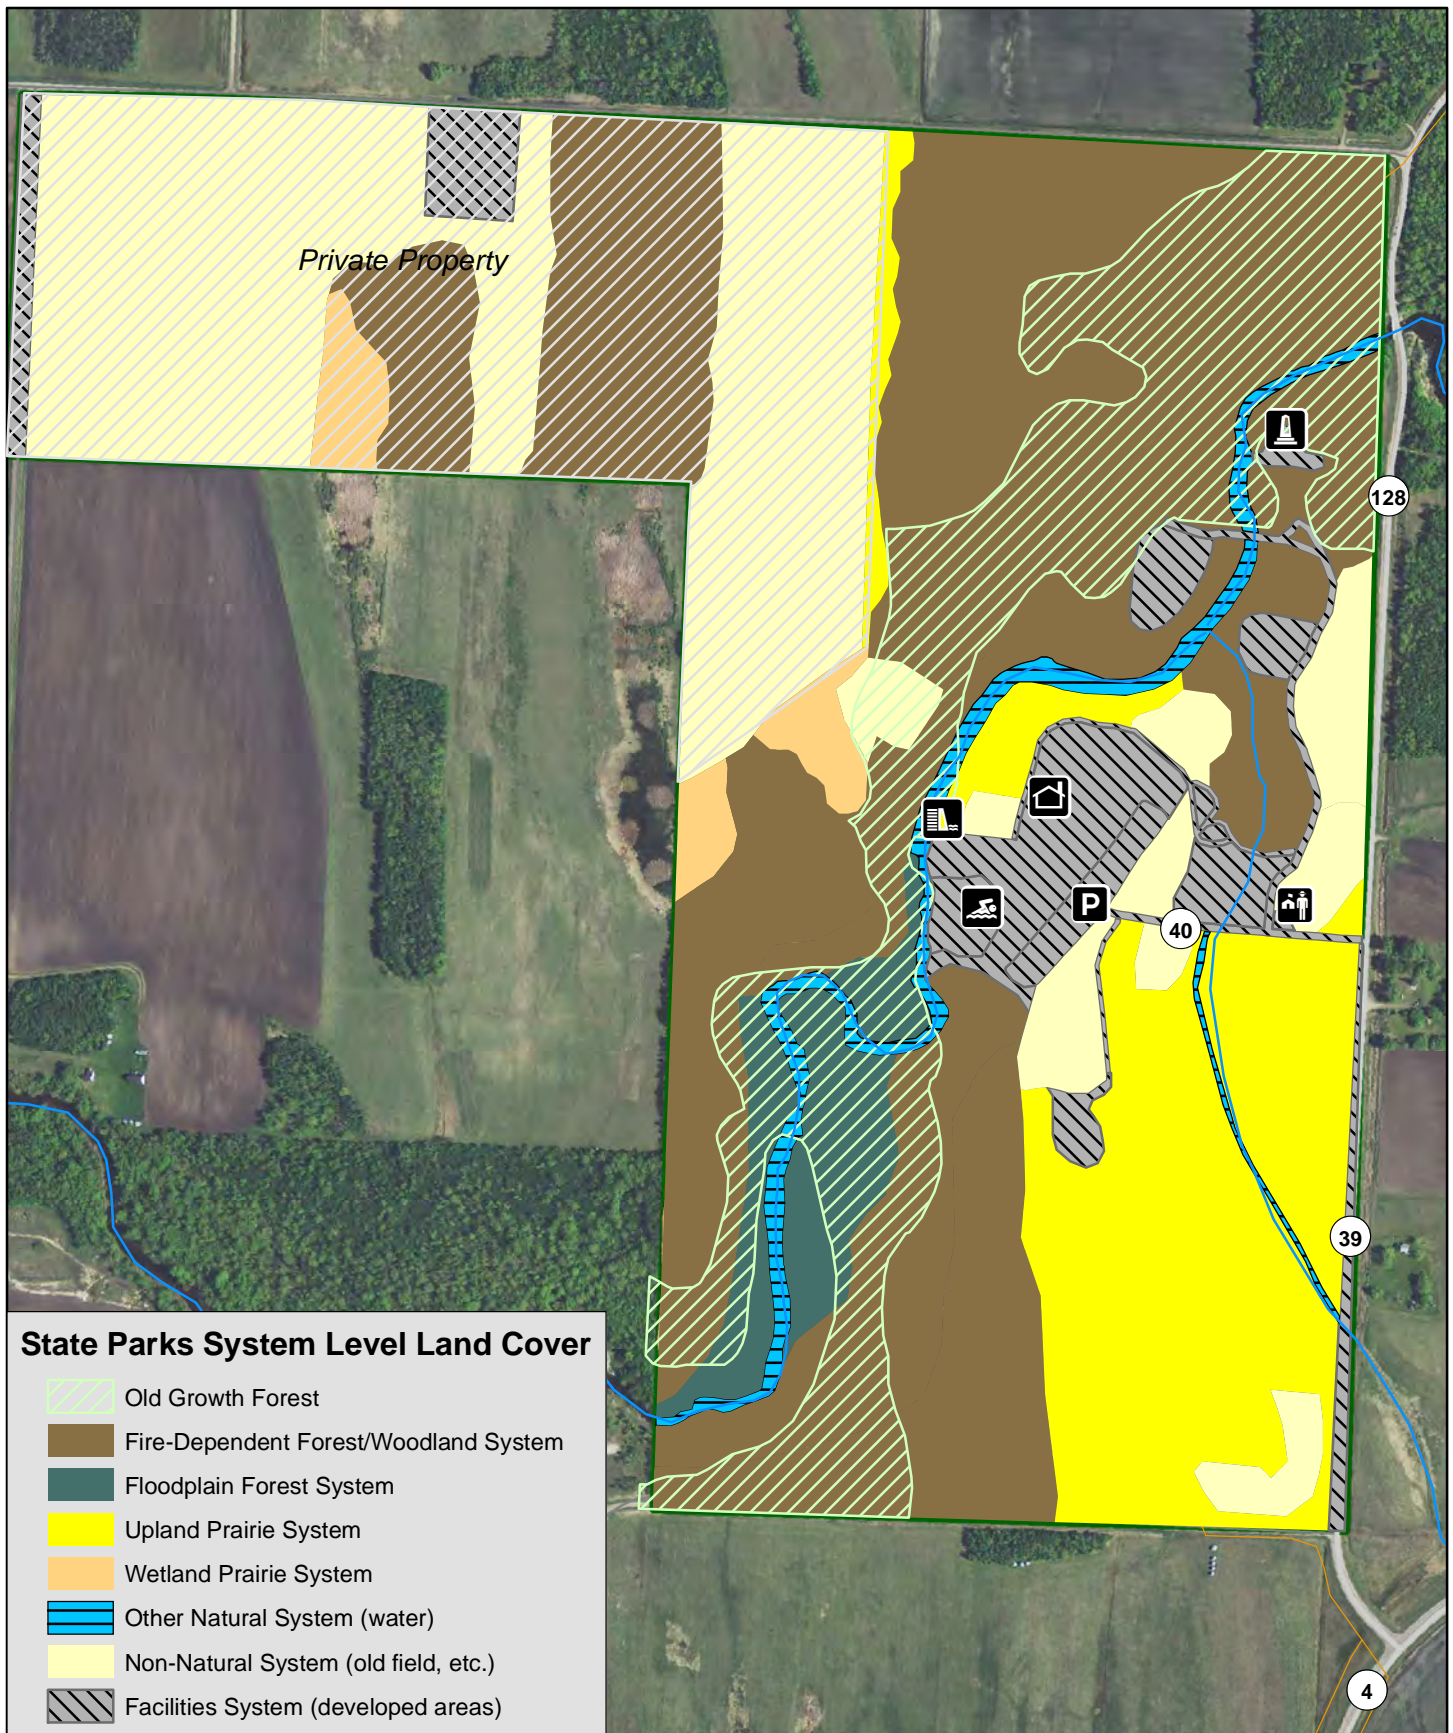 Private Property
128
P
40
39
State Parks System Level Land Cover
Old Growth Forest
Fire-Dependent Forest/Woodland System
Floodplain Forest System
Upland Prairie System
Wetland Prairie System
Other Natural System (water)
Non-Natural System (old field, etc.)
Facilities System (developed areas)
4